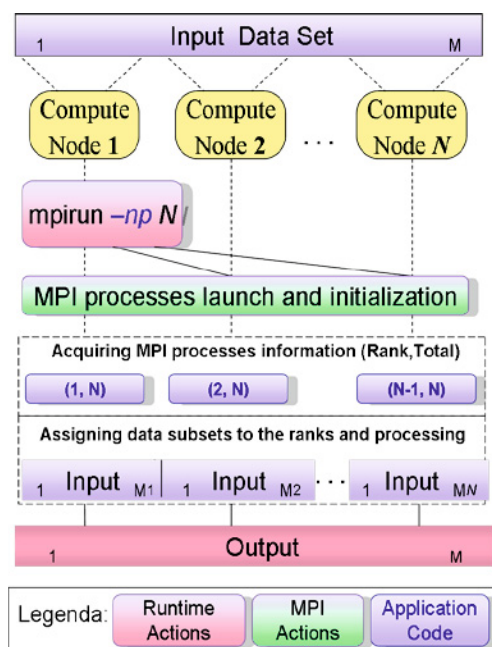 1 Input Data Set M
Compute Node 1
Compute Node 2
...
Compute Node N
mpirun –np N
MPI processes launch and initialization
Acquiring MPI processes information (Rank,Total)
(1, N) (2, N) (N-1, N)
Assigning data subsets to the ranks and processing
1 Input M1 1 Input M2 ... 1 Input MN
1 Output M
Legenda: Runtime Actions MPI Actions Application Code